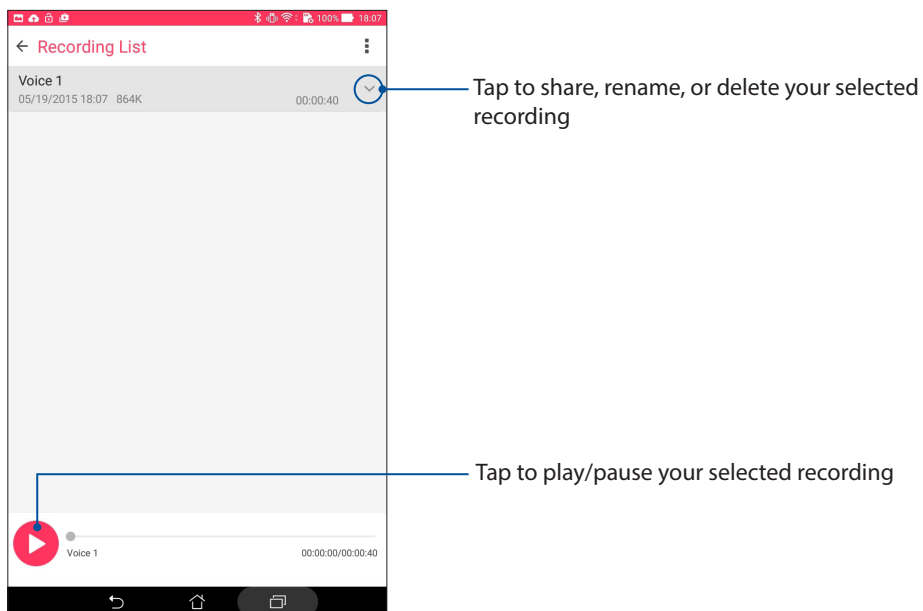 100% 18:07
Recording List
Voice 1
05/19/2015 18:07 864K 00:00:40
Tap to share, rename, or delete your selected
recording
Tap to play/pause your selected recording
Voice 1 00:00:00/00:00:40